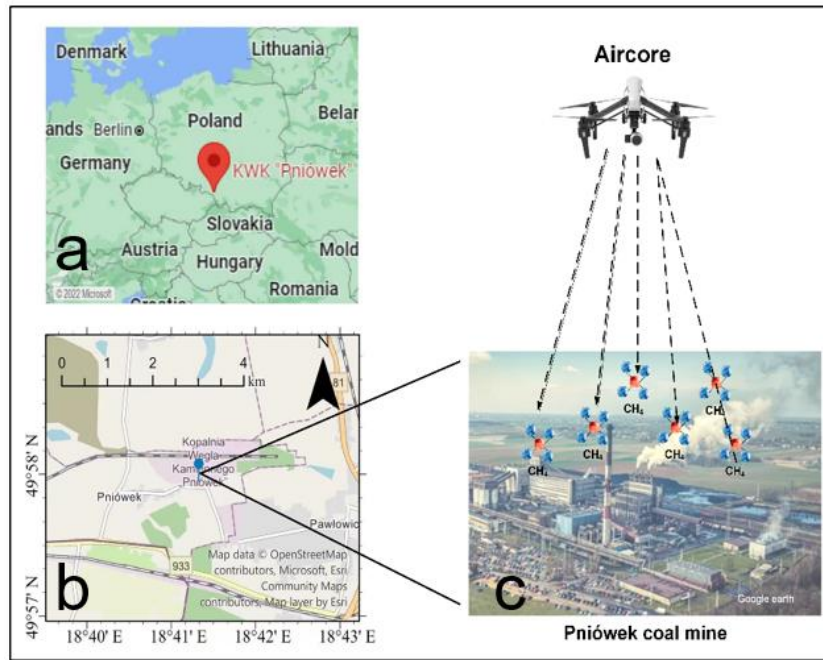 Denmark
Lithuania
Poland
Belar
ands
Berlin
Germany
KWK "Pniówek"
Slovakia
Austria
Mold
Hungary
Romania
Croatia
© 2022 Microsoft
a
N
0 1 2 4
km
81
Kopalnia
Węgla
Kamiennego
Pniówek
Pniówek
Pawłowic
933
Map data © OpenStreetMap
contributors, Microsoft, Esri
Community Maps
contributors, Map layer by Esri
b
49°58' N
49°57' N
18°40' E 18°41' E 18°42' E 18°43' E
Aircore
CH₄
CH₄
CH₄
CH₄
CH₄
CH₄
c
Google earth
Pniówek coal mine